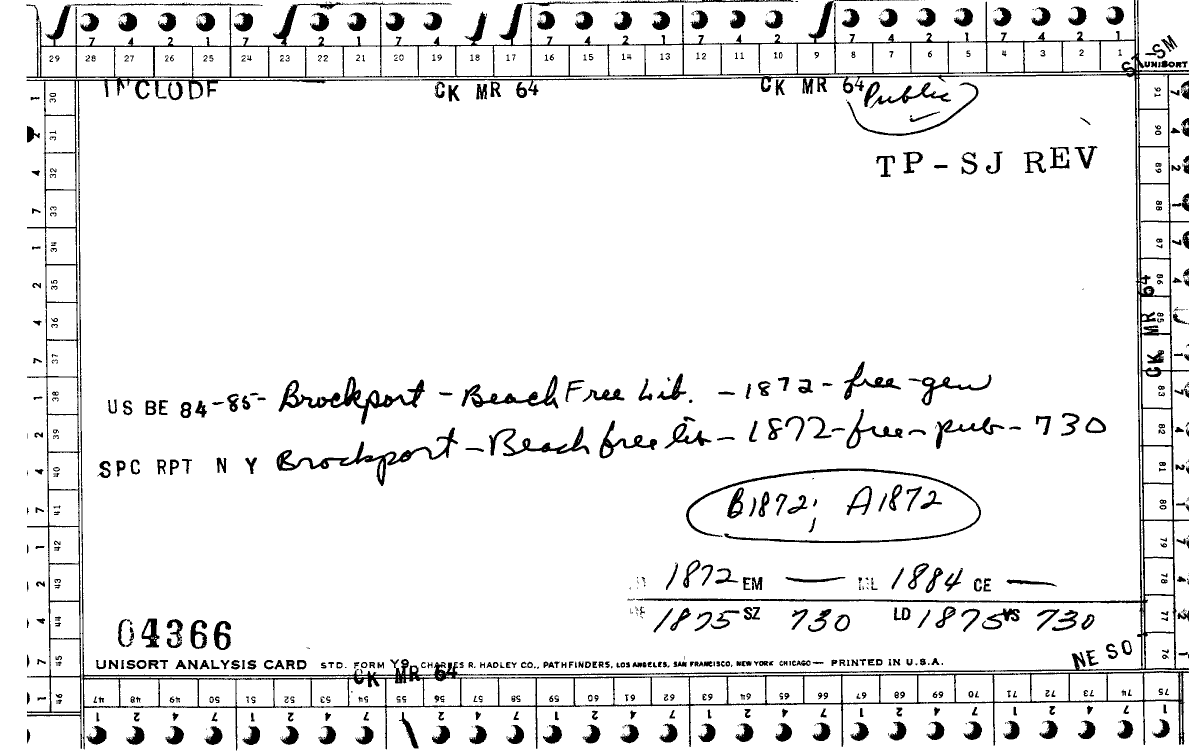 7 4 2 1 7 4 2 1 7 4 2 1 7 4 2 1 7 4 2 1 7 4 2 1
29 28 27 26 25 24 23 22 21 20 19 18 17 16 15 14 13 12 11 10 9 8 7 6 5 4 3 2 1 UNISORT
ST-SM
INCLUDE CK MR 64 CK MR 64 Public
TP-SJ REV
CK MR 64
US BE 84-85- Brockport - Beach Free Lib. - 1872 - free - gen
SPC RPT N Y Brockport - Beach free lib - 1872 - free - pub - 730
B1872; A1872
1872 EM — ML 1884 CE —
1875 SZ 730 LD 1875 VS 730
04366
NE SO
UNISORT ANALYSIS CARD STD. FORM Y9 CHARLES R. HADLEY CO., PATHFINDERS, LOS ANGELES, SAN FRANCISCO, NEW YORK CHICAGO — PRINTED IN U.S.A.
CK MR 64
30 31 32 33 34 35 36 37 38 39 40 41 42 43 44 45 46
47 48 49 50 51 52 53 54 55 56 57 58 59 60 61 62 63 64 65 66 67 68 69 70 71 72 73 74 75
91 90 89 88 87 86 85 83 82 81 80 79 78 77 76